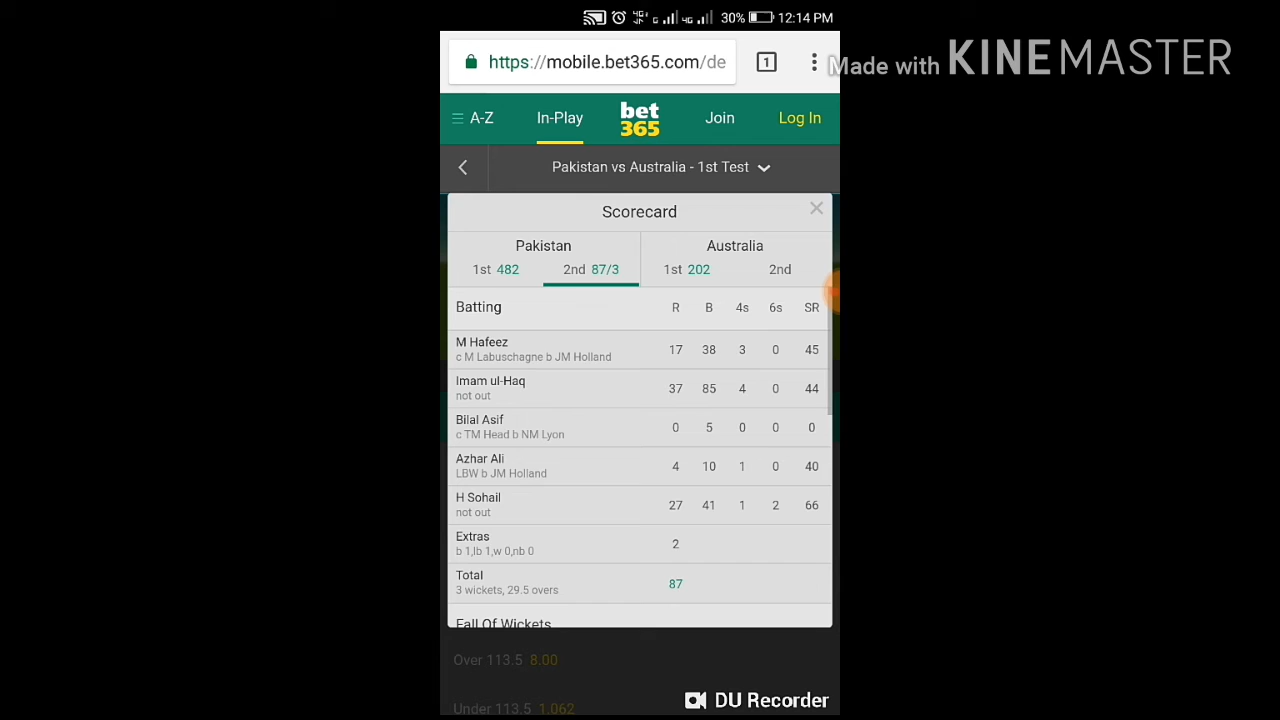 30% 12:14 PM
https://mobile.bet365.com/de 1
Made with KINEMASTER
A-Z In-Play bet365 Join Log In
Pakistan vs Australia - 1st Test
Scorecard
Pakistan Australia
1st 482 2nd 87/3 1st 202 2nd
Batting R B 4s 6s SR
M Hafeez 17 38 3 0 45
c M Labuschagne b JM Holland
Imam ul-Haq 37 85 4 0 44
not out
Bilal Asif 0 5 0 0 0
c TM Head b NM Lyon
Azhar Ali 4 10 1 0 40
LBW b JM Holland
H Sohail 27 41 1 2 66
not out
Extras 2
b 1,lb 1,w 0,nb 0
Total 87
3 wickets, 29.5 overs
Fall Of Wickets
Over 113.5 8.00
DU Recorder
Under 113.5 1.062